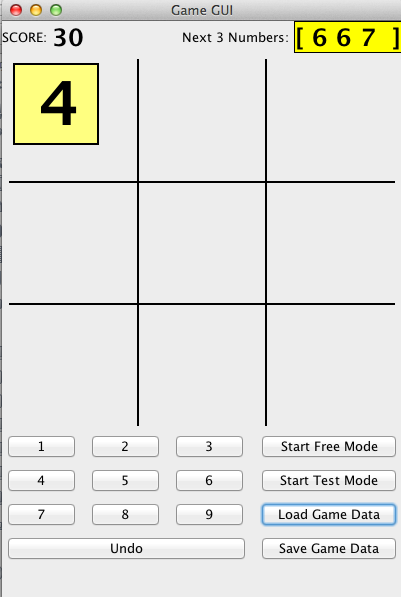 Game GUI
SCORE: 30 Next 3 Numbers: [ 6 6 7 ]
4
1 2 3 Start Free Mode
4 5 6 Start Test Mode
7 8 9 Load Game Data
Undo Save Game Data